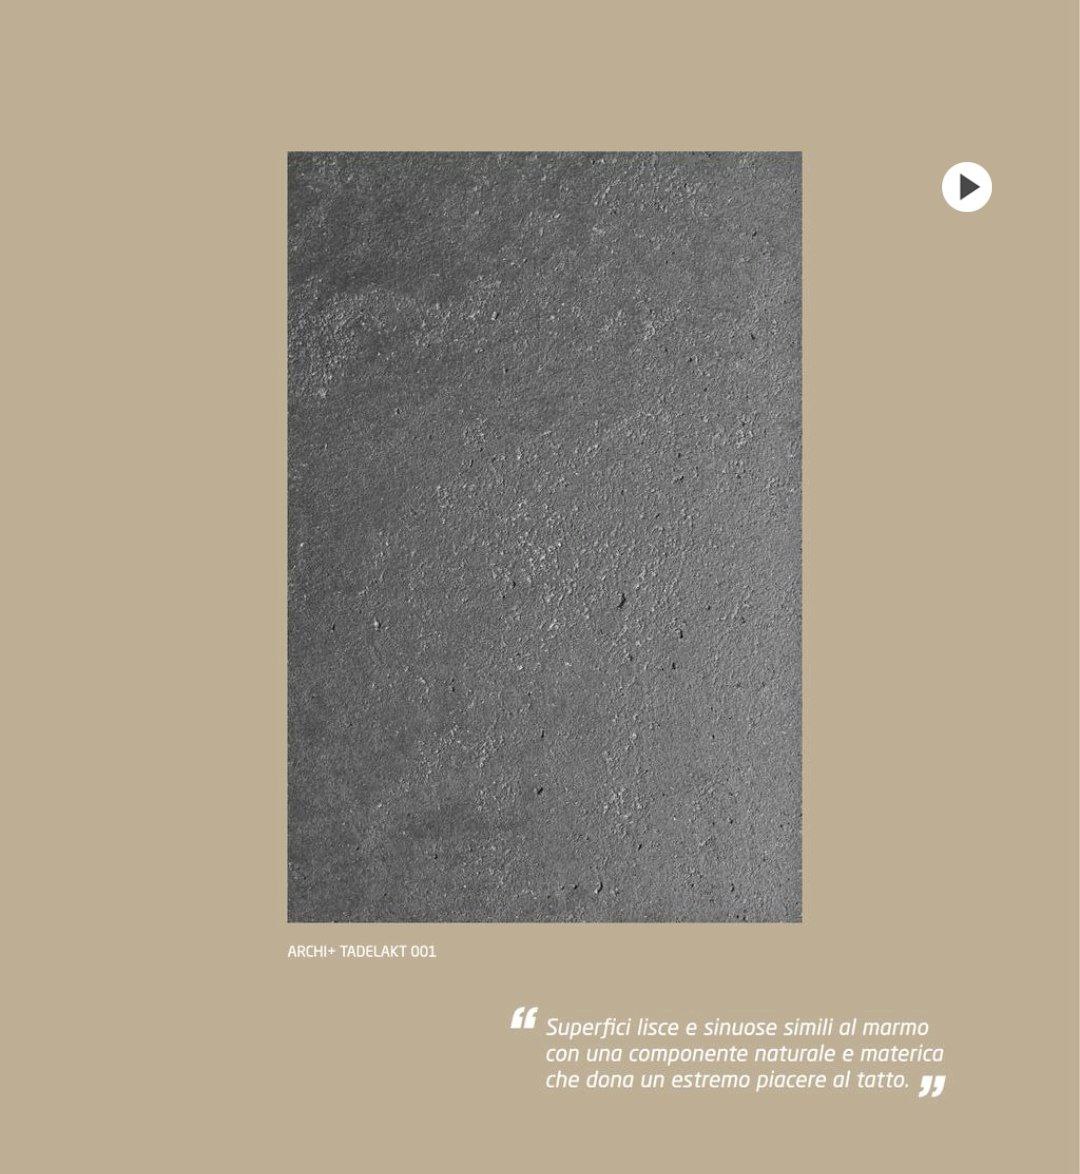 ARCHI+ TADELAKT 001
“ Superfici lisce e sinuose simili al marmo
con una componente naturale e materica
che dona un estremo piacere al tatto. ”